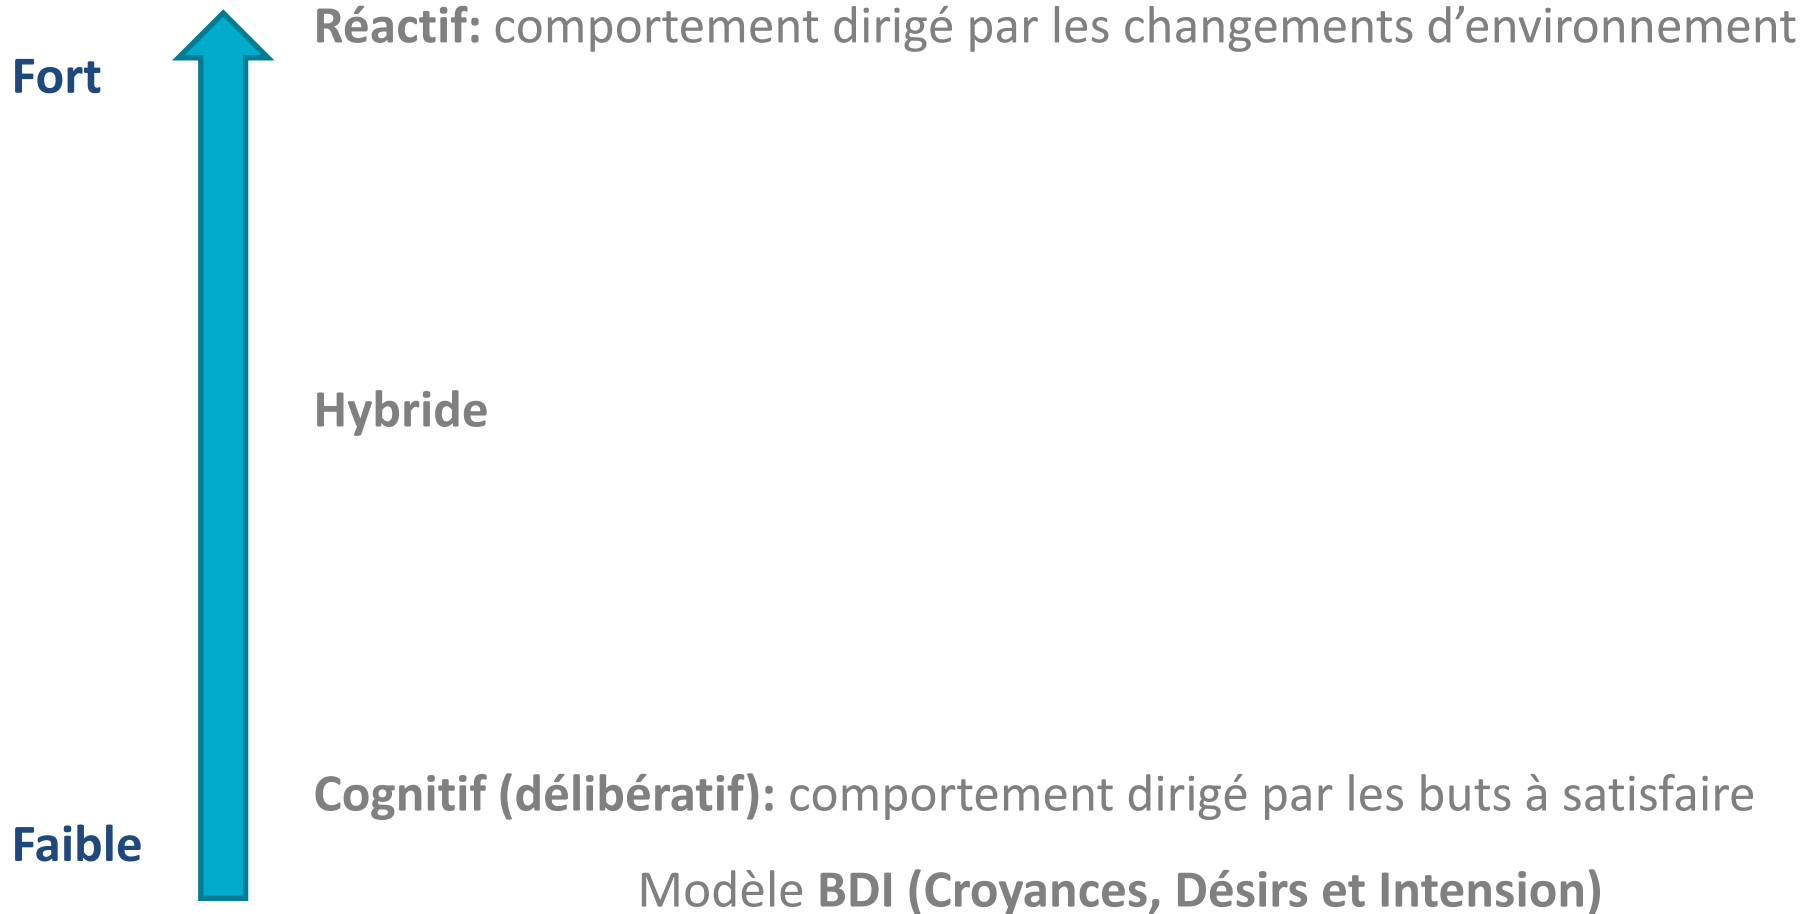 Réactif: comportement dirigé par les changements d’environnement
Fort
Hybride
Cognitif (délibératif): comportement dirigé par les buts à satisfaire
Faible
Modèle BDI (Croyances, Désirs et Intension)